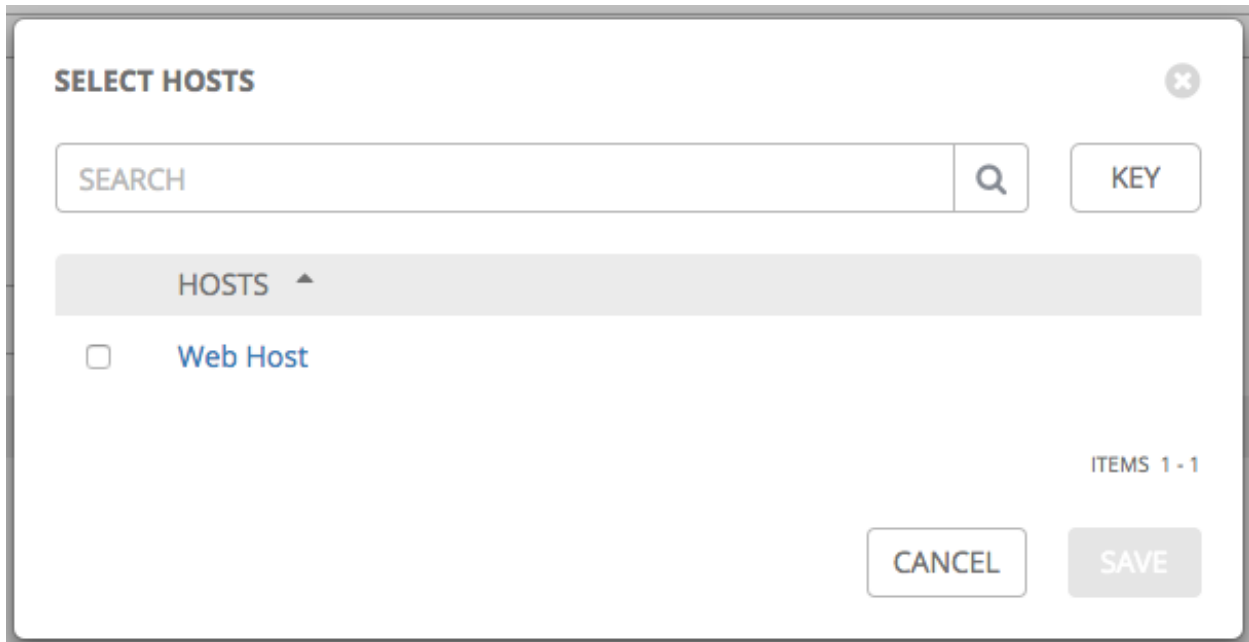 SELECT HOSTS
SEARCH
KEY
HOSTS
Web Host
ITEMS 1 - 1
CANCEL
SAVE